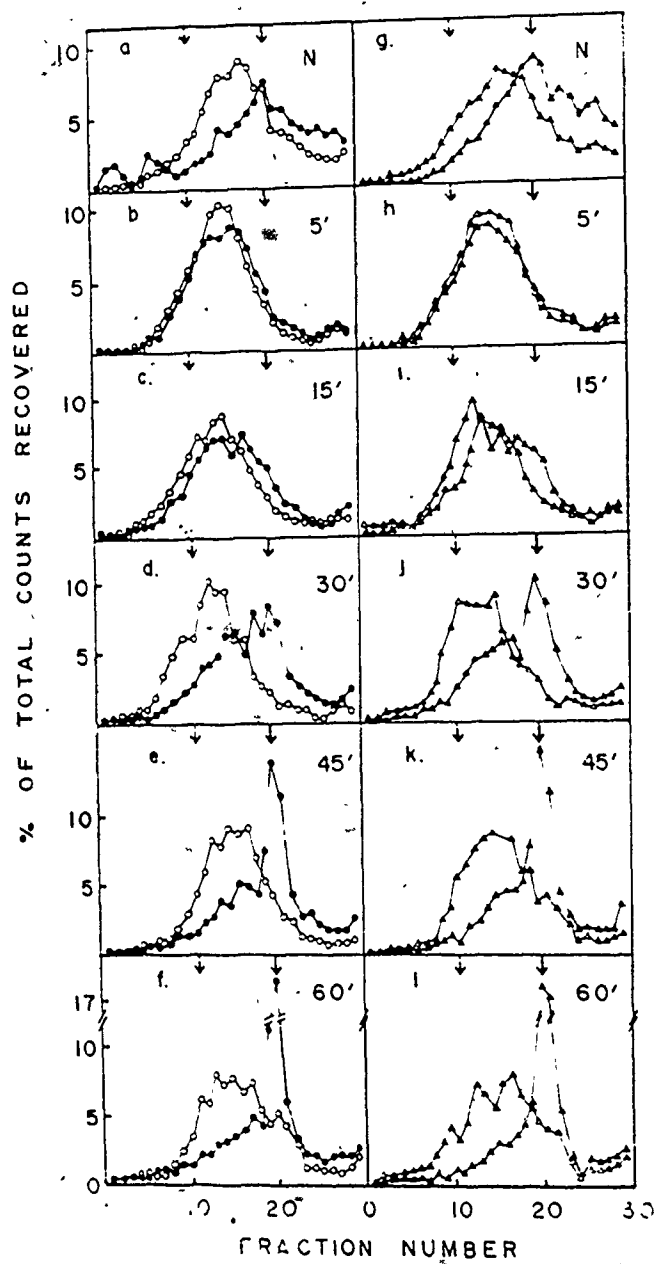 a N
g. N
10
5
b 5'
h 5'
10
5
c. 15'
i. 15'
10
5
d. 30'
j 30'
10
5
e. 45'
k. 45'
10
5
f. 60'
l 60'
17
10
5
0
20 0 10 20
% OF TOTAL COUNTS RECOVERED
FRACTION NUMBER